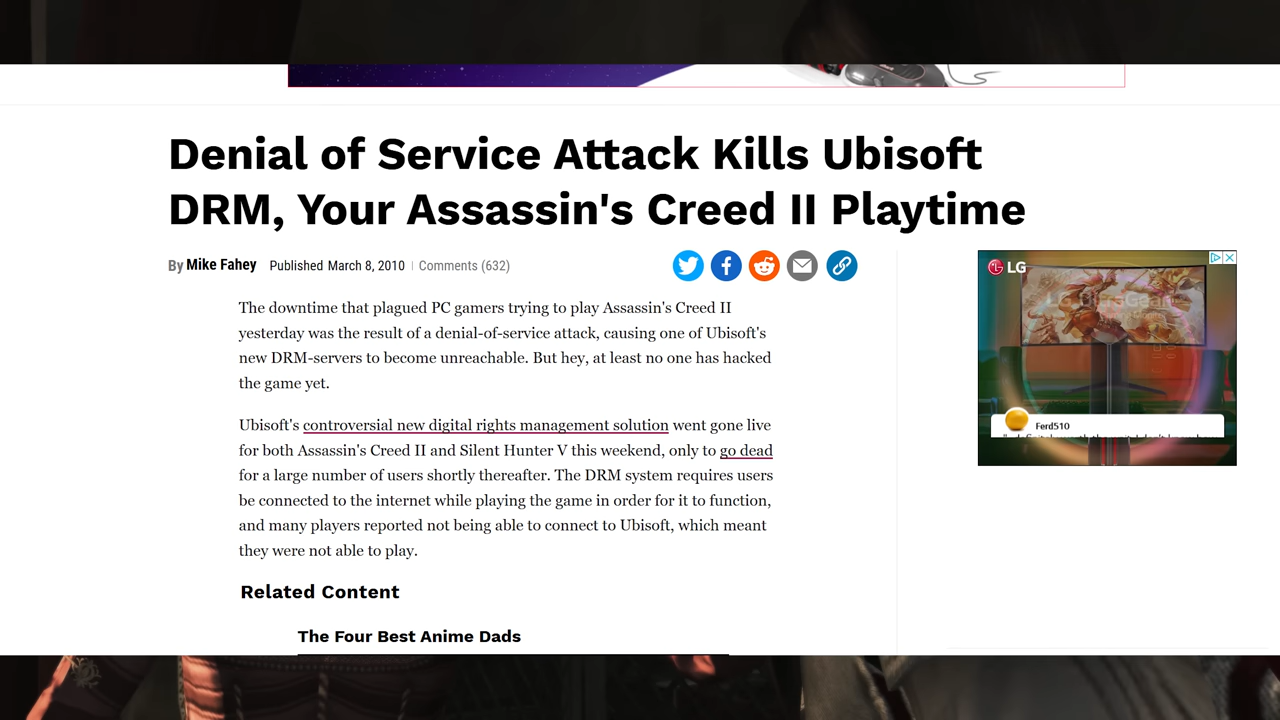 Denial of Service Attack Kills Ubisoft
DRM, Your Assassin's Creed II Playtime
By Mike Fahey Published March 8, 2010 Comments (632)
LG
The downtime that plagued PC gamers trying to play Assassin's Creed II
yesterday was the result of a denial-of-service attack, causing one of Ubisoft's
new DRM-servers to become unreachable. But hey, at least no one has hacked
the game yet.
Ferd510
Ubisoft's controversial new digital rights management solution went gone live
for both Assassin's Creed II and Silent Hunter V this weekend, only to go dead
for a large number of users shortly thereafter. The DRM system requires users
be connected to the internet while playing the game in order for it to function,
and many players reported not being able to connect to Ubisoft, which meant
they were not able to play.
Related Content
The Four Best Anime Dads